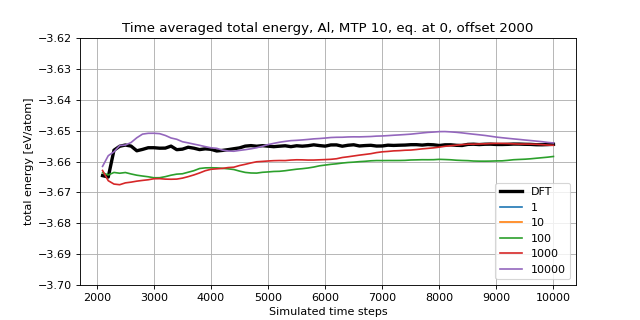 Time averaged total energy, Al, MTP 10, eq. at 0, offset 2000
−3.62
−3.63
−3.64
−3.65
−3.66
−3.67
−3.68
−3.69
−3.70
total energy [eV/atom]
DFT
1
10
100
1000
10000
2000 3000 4000 5000 6000 7000 8000 9000 10000
Simulated time steps